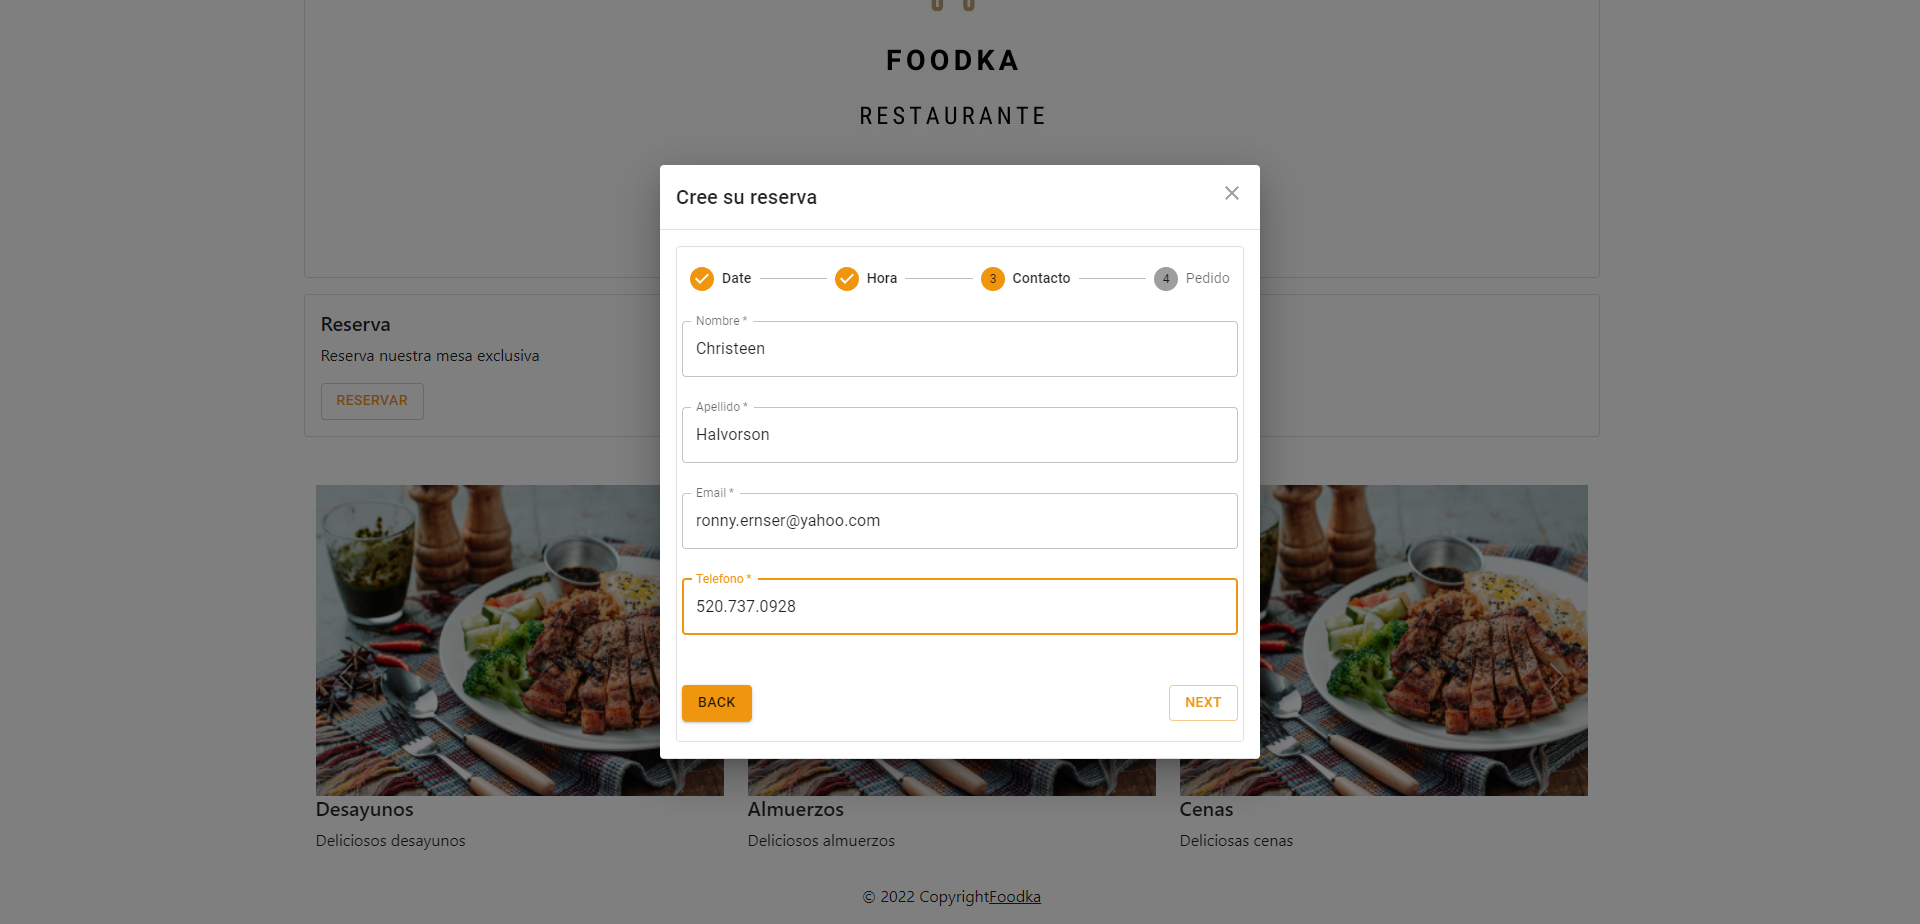 FOODKA
RESTAURANTE
Cree su reserva
Date
Hora
3 Contacto
4 Pedido
Nombre *
Christeen
Apellido *
Halvorson
Email *
ronny.ernser@yahoo.com
Telefono *
520.737.0928
BACK
NEXT
Reserva
Reserva nuestra mesa exclusiva
RESERVAR
Desayunos
Deliciosos desayunos
Almuerzos
Deliciosos almuerzos
Cenas
Deliciosas cenas
© 2022 CopyrightFoodka